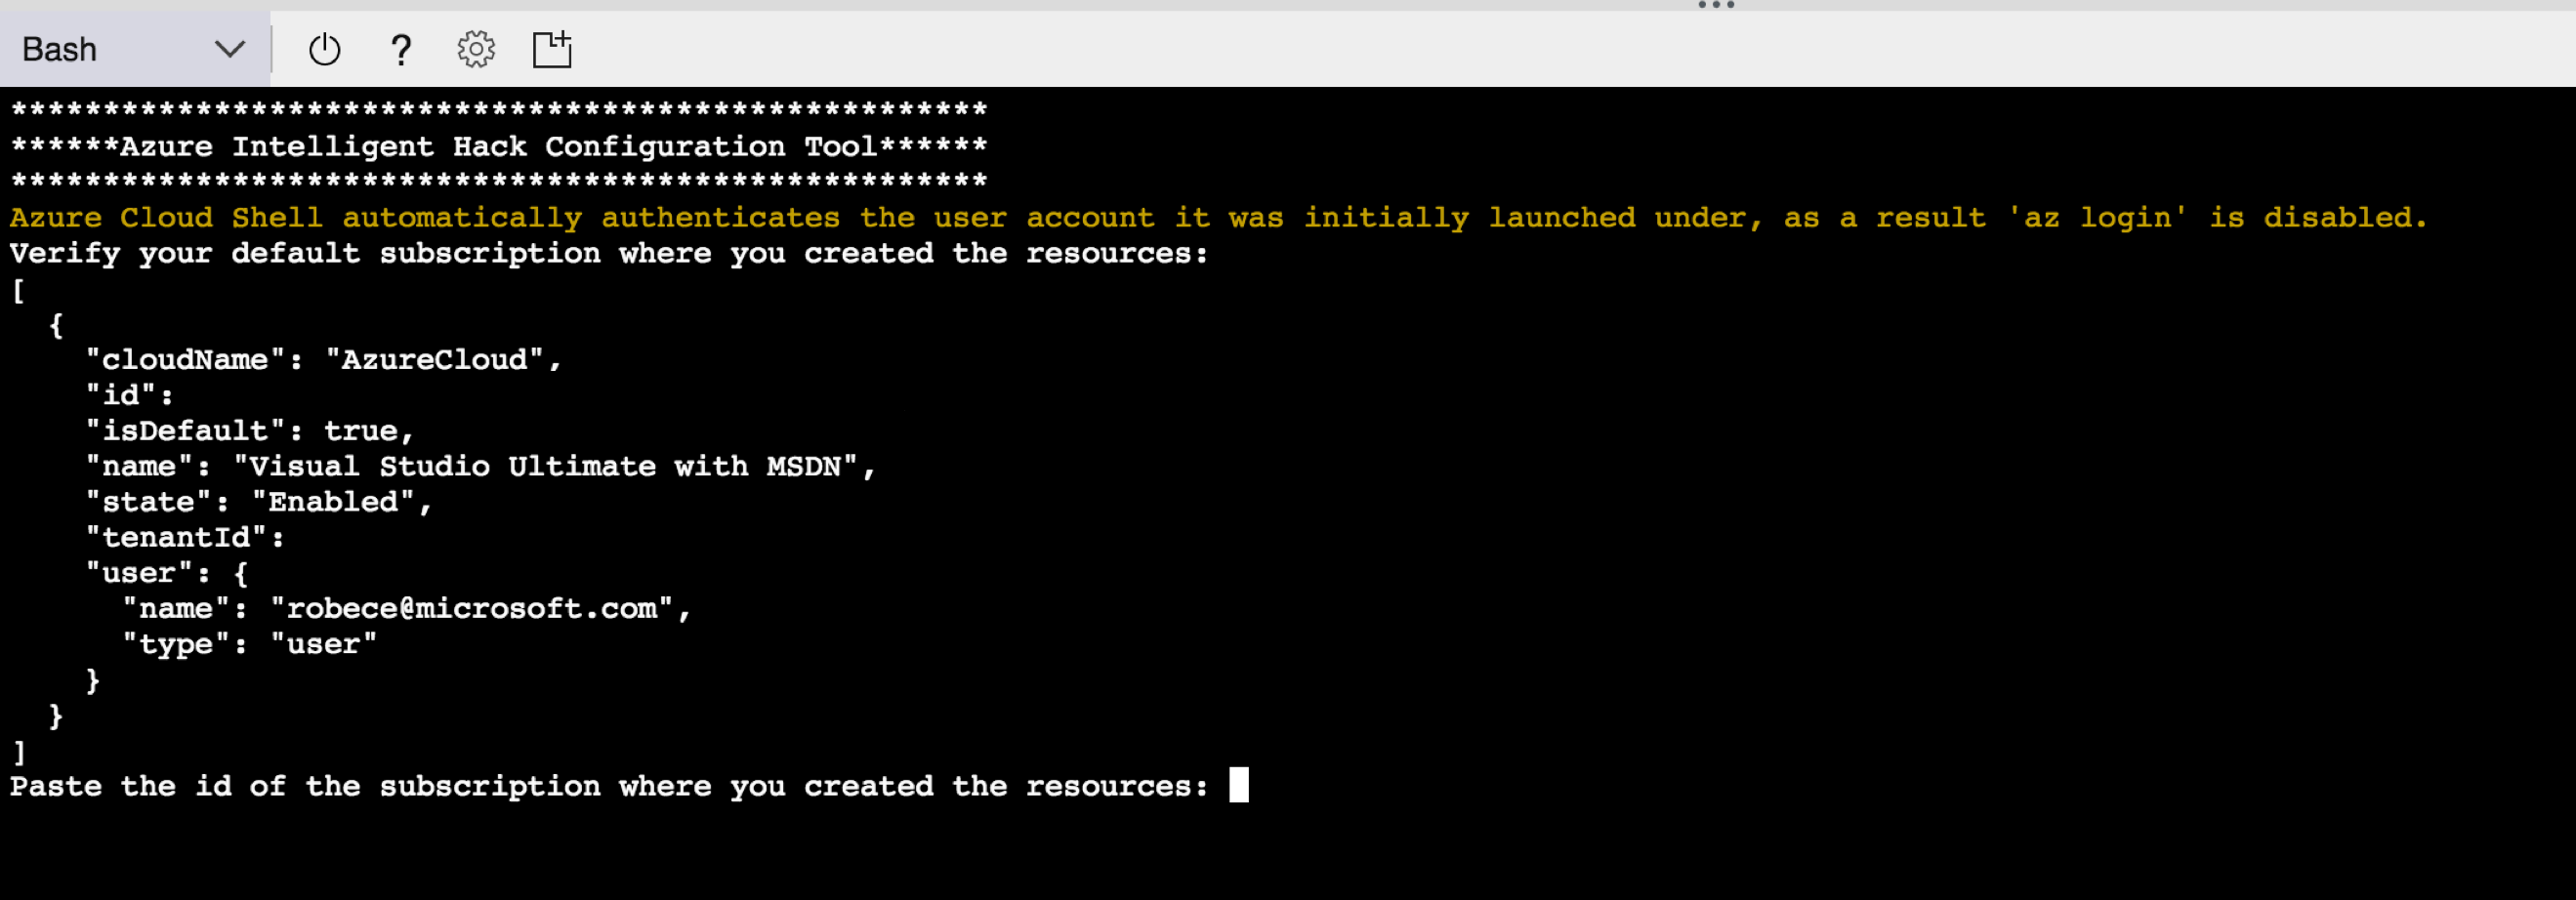 Bash
?
*****************************************************
******Azure Intelligent Hack Configuration Tool******
*****************************************************
Azure Cloud Shell automatically authenticates the user account it was initially launched under, as a result 'az login' is disabled.
Verify your default subscription where you created the resources:
[
  {
    "cloudName": "AzureCloud",
    "id":
    "isDefault": true,
    "name": "Visual Studio Ultimate with MSDN",
    "state": "Enabled",
    "tenantId":
    "user": {
      "name": "robece@microsoft.com",
      "type": "user"
    }
  }
]
Paste the id of the subscription where you created the resources: